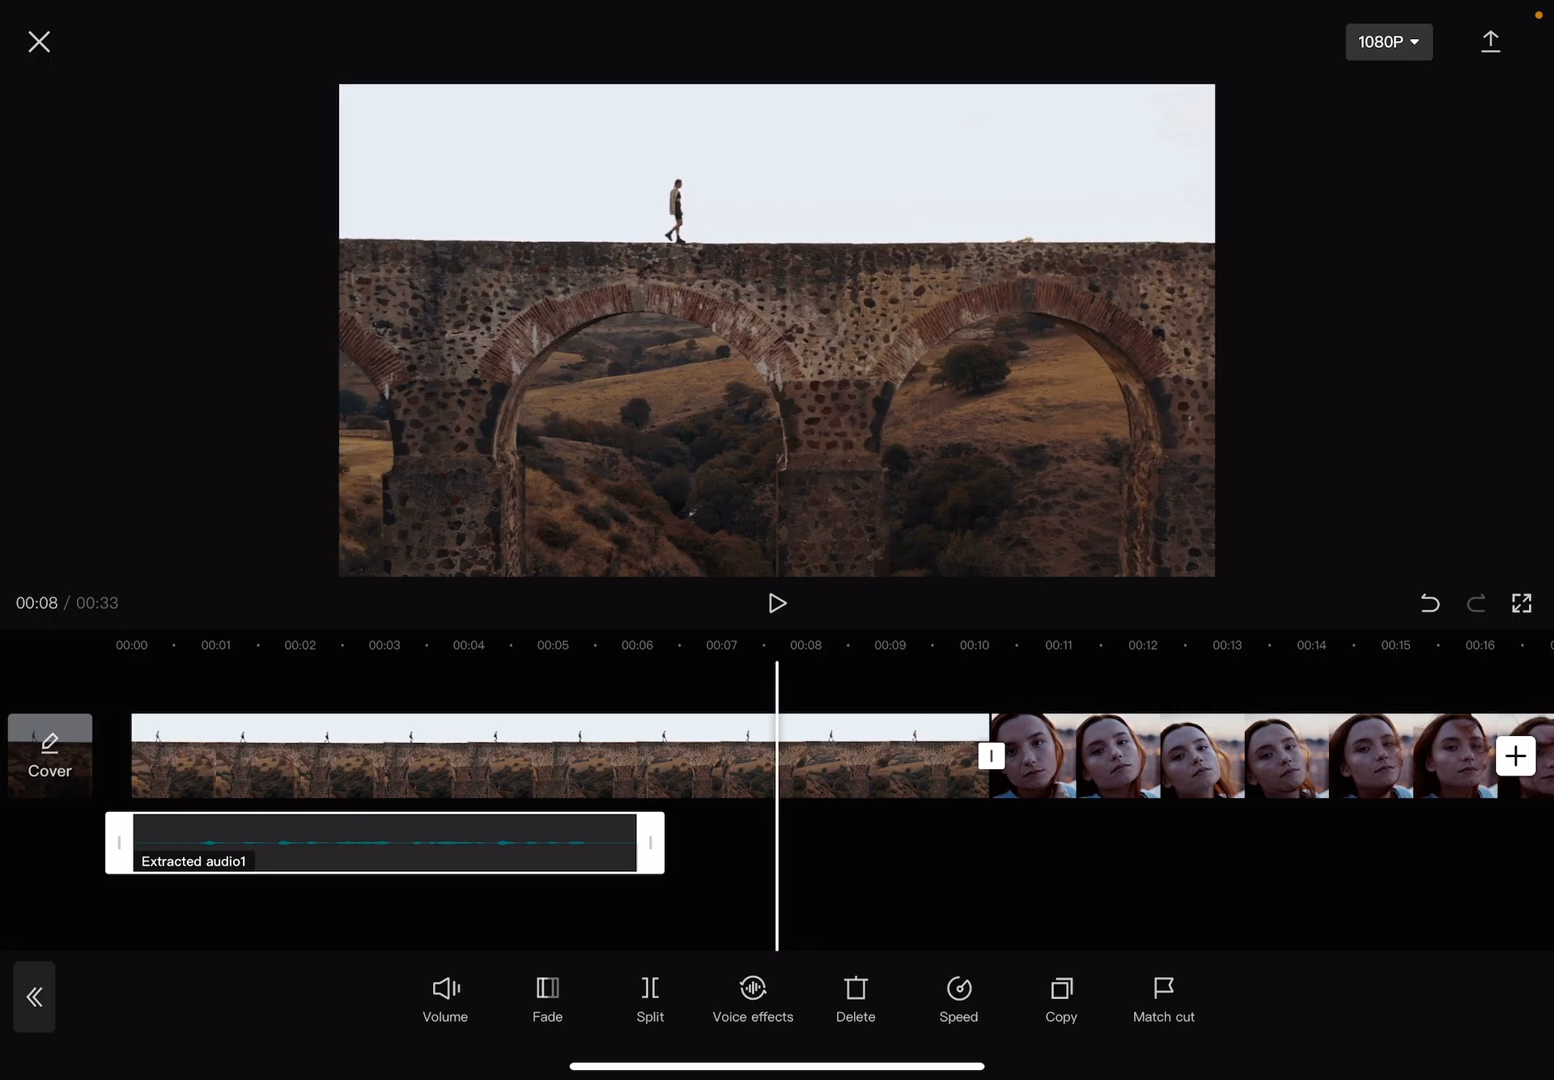 1080P
00:08 / 00:33
00:00 00:01 00:02 00:03 00:04 00:05 00:06 00:07 00:08 00:09 00:10 00:11 00:12 00:13 00:14 00:15 00:16
Cover
Extracted audio1
Volume Fade Split Voice effects Delete Speed Copy Match cut